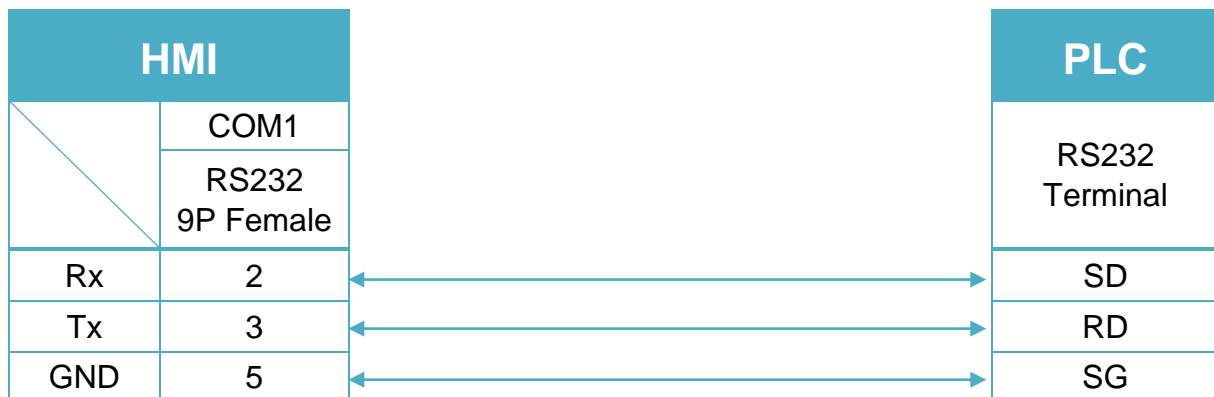 HMI
PLC
COM1
RS232
9P Female
RS232
Terminal
Rx 2 SD
Tx 3 RD
GND 5 SG